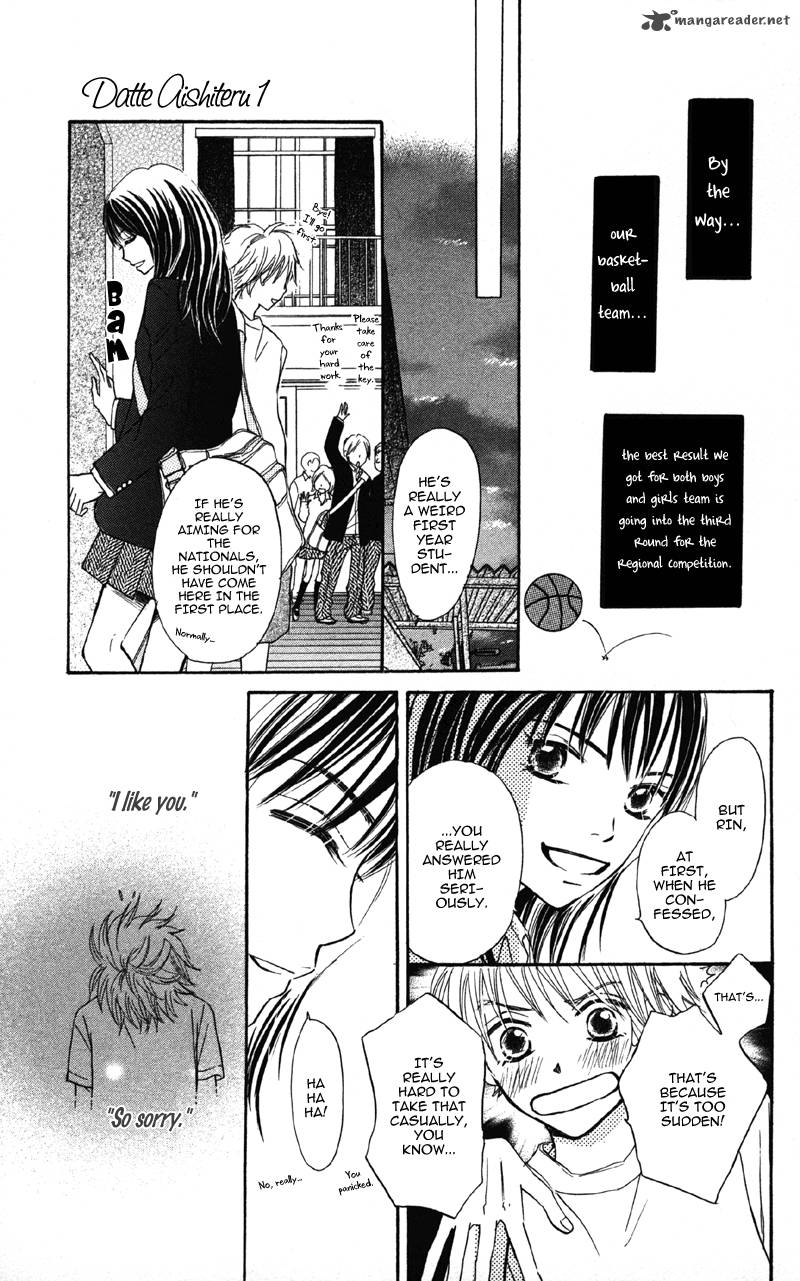 mangareader.net
Datte Aishiteru 1
By
the
way...
our
basket-
ball
team...
the best result we
got for both boys
and girls team is
going into the third
round for the
regional competition.
HE'S
REALLY
A WEIRD
FIRST
YEAR
STU-
DENT...
Bye!
I'll go
first.
Please
take
care
of
the
key.
Thanks
for
your
hard
work
BAM
IF HE'S
REALLY
AIMING FOR
THE
NATIONALS,
HE SHOULDN'T
HAVE COME
HERE IN THE
FIRST PLACE.
Normally...
BUT
RIN,
AT
FIRST,
WHEN HE
CON-
FESSED,
...YOU
REALLY
ANSWERED
HIM
SERI-
OUSLY.
THAT'S...
THAT'S
BECAUSE
IT'S TOO
SUDDEN!
IT'S
REALLY
HARD TO
TAKE THAT
CASUALLY,
YOU
KNOW...
HA
HA
HA!
You
panicked.
No, really...
"I like you."
"So sorry."